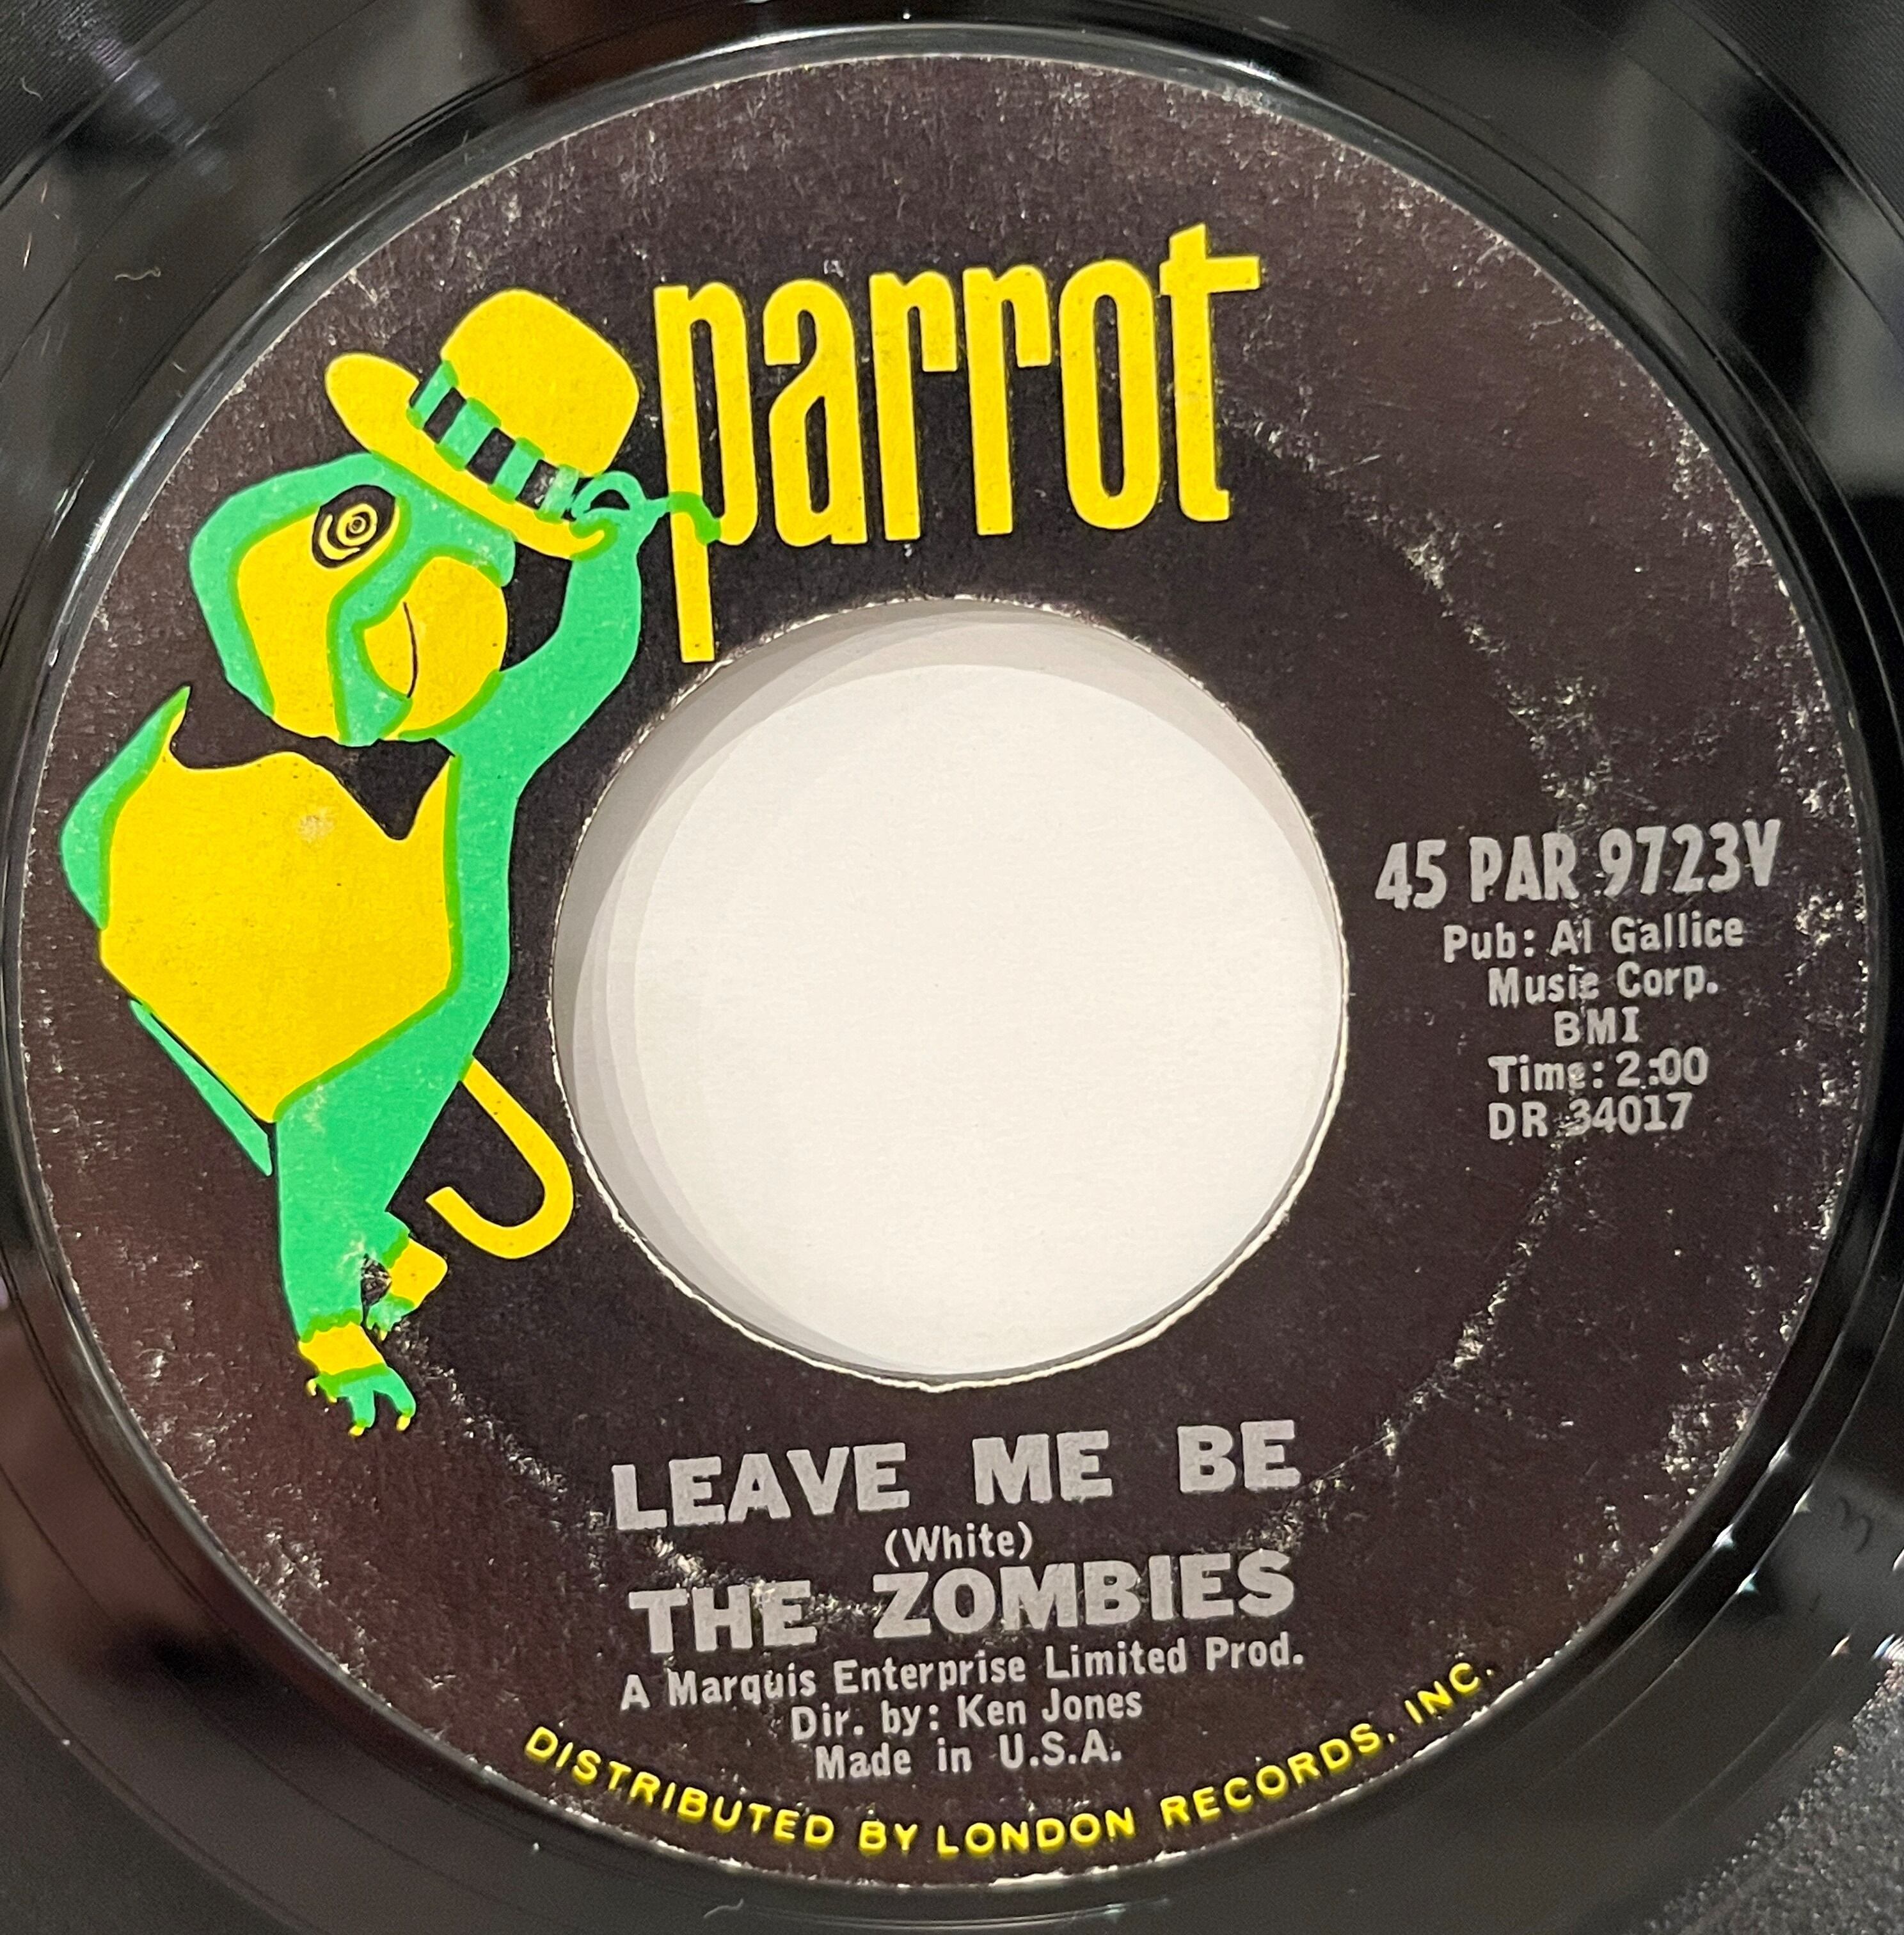 parrot
45 PAR 9723V
Pub: Al Gallice
Music Corp.
BMI
Time: 2:00
DR 34017
LEAVE ME BE
(White)
THE ZOMBIES
A Marquis Enterprise Limited Prod.
Dir. by: Ken Jones
Made in U.S.A.
DISTRIBUTED BY LONDON RECORDS, INC.